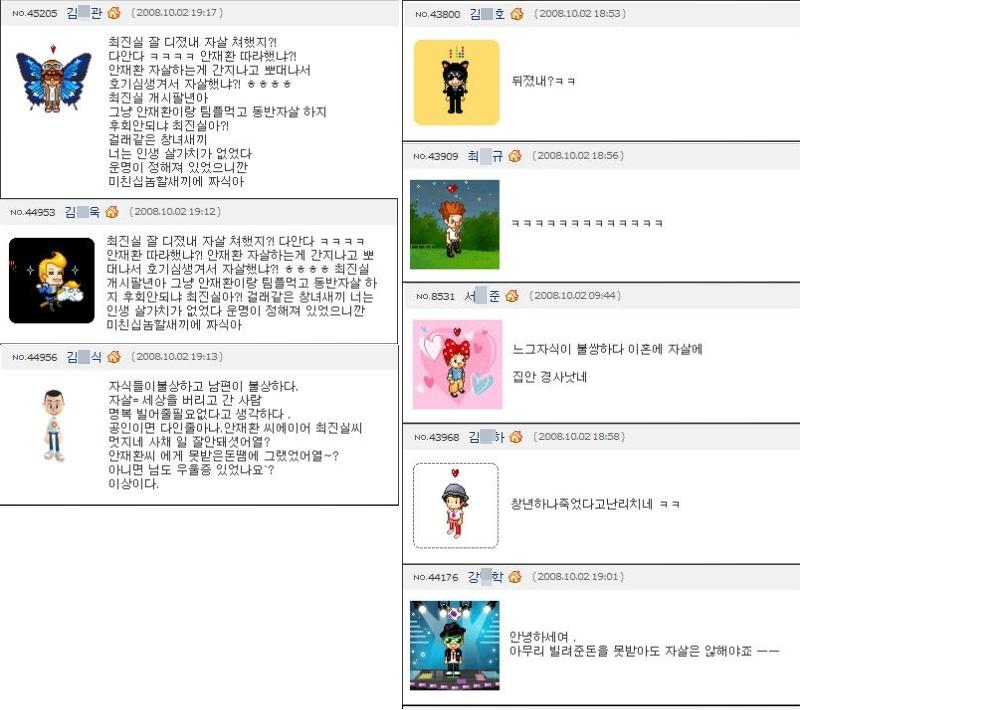 NO.45205 김 관 (2008.10.02 19:17)
최진실 잘 디졌내 자살 쳐했지?!
다안다 ㅋㅋㅋㅋ 안재환 따라했냐?!
안재환 자살하는게 간지나고 뽀대나서
호기심생겨서 자살했냐?! ㅎㅎㅎㅎ
최진실 개시팔년아
그냥 안재환이랑 팀플먹고 동반자살 하지
후회안되냐 최진실아?!
걸래같은 창녀새끼
너는 인생 살가치가 없었다
운명이 정해져 있었으니깐
미친십놈할새끼에 짜식아
NO.44953 김 욱 (2008.10.02 19:12)
최진실 잘 디졌내 자살 쳐했지?! 다안다 ㅋㅋㅋㅋ
안재환 따라했냐?! 안재환 자살하는게 간지나고 뽀
대나서 호기심생겨서 자살했냐?! ㅎㅎㅎㅎ 최진실
개시팔년아 그냥 안재환이랑 팀플먹고 동반자살 하
지 후회안되냐 최진실아?! 걸래같은 창녀새끼 너는
인생 살가치가 없었다 운명이 정해져 있었으니깐
미친십놈할새끼에 짜식아
NO.44956 김 식 (2008.10.02 19:13)
자식들이불상하고 남편이 불상하다.
자살= 세상을 버리고 간 사람
명복 빌어줄필요없다고 생각하다 .
공인이면 다인줄아나.안재환 씨에이어 최진실씨
멋지네 사채 일 잘안돼셧어열?
안재환씨 에게 못받은돈땜에 그랬었어열~?
아니면 님도 우울증 있었나요`?
이상이다.
NO.43800 김 호 (2008.10.02 18:53)
뒤졌내?ㅋㅋ
NO.43909 최 규 (2008.10.02 18:56)
ㅋㅋㅋㅋㅋㅋㅋㅋㅋㅋㅋㅋㅋ
NO.8531 서 준 (2008.10.02 09:44)
느그자식이 불쌍하다 이혼에 자살에
집안 경사낫네
NO.43968 김 하 (2008.10.02 18:58)
창년하나죽었다고난리치네 ㅋㅋ
NO.44176 강 학 (2008.10.02 19:01)
안녕하세여 ,
아무리 빌려준돈을 못받아도 자살은 않해야죠 ㅡㅡ